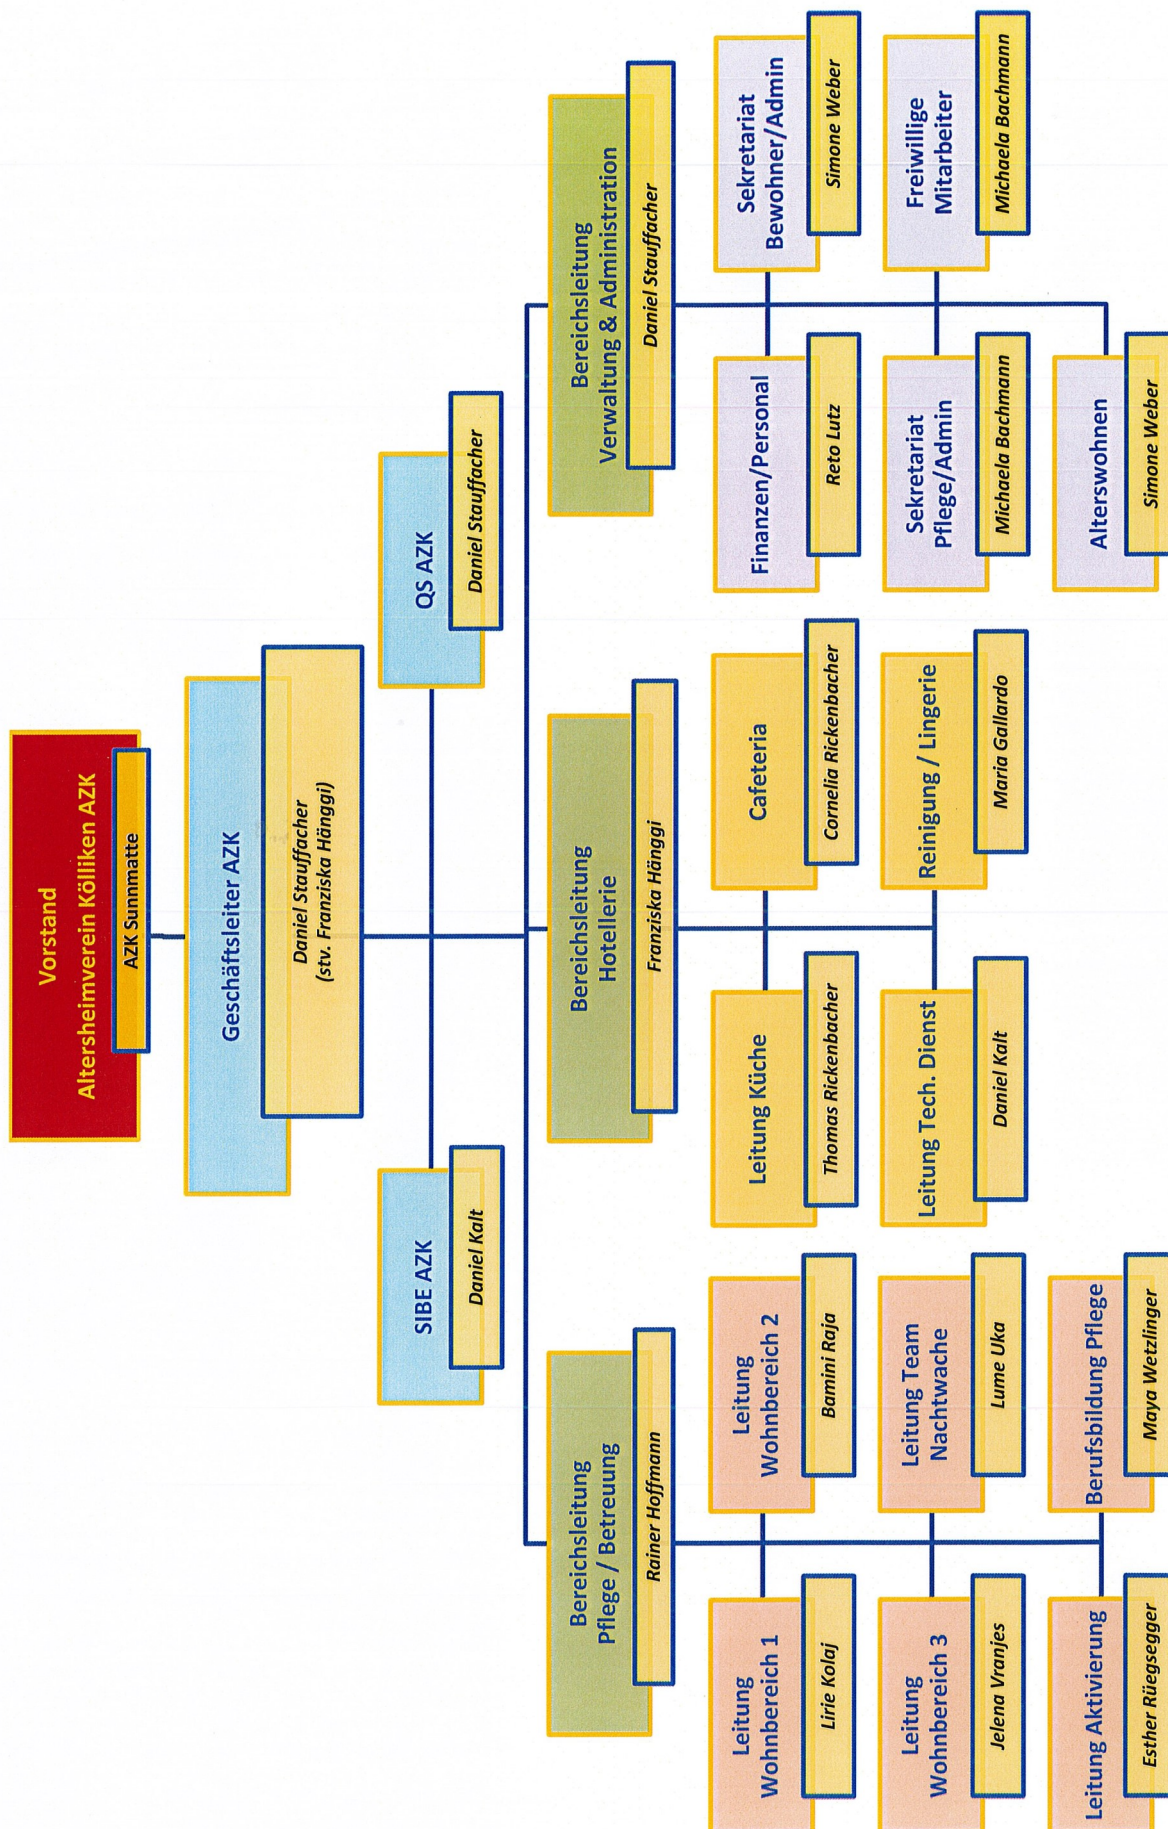 Vorstand
Altersheimverein Kölliken AZK
AZK Sunnmatte
Geschäftsleiter AZK
Daniel Stauffacher
(stv. Franziska Hänggi)
SIBE AZK
Daniel Kalt
QS AZK
Daniel Stauffacher
Bereichsleitung
Pflege / Betreuung
Rainer Hoffmann
Bereichsleitung
Hotellerie
Franziska Hänggi
Bereichsleitung
Verwaltung & Administration
Daniel Stauffacher
Leitung
Wohnbereich 1
Lirie Kolaj
Leitung
Wohnbereich 2
Bamini Raja
Leitung Küche
Thomas Rickenbacher
Cafeteria
Cornelia Rickenbacher
Finanzen/Personal
Reto Lutz
Sekretariat
Bewohner/Admin
Simone Weber
Leitung
Wohnbereich 3
Jelena Vranjes
Leitung Team
Nachtwache
Lume Uka
Leitung Tech. Dienst
Daniel Kalt
Reinigung / Lingerie
Maria Gallardo
Sekretariat
Pflege/Admin
Michaela Bachmann
Freiwillige
Mitarbeiter
Michaela Bachmann
Leitung Aktivierung
Esther Rüegsegger
Berufsbildung Pflege
Maya Wetzlinger
Alterswohnen
Simone Weber